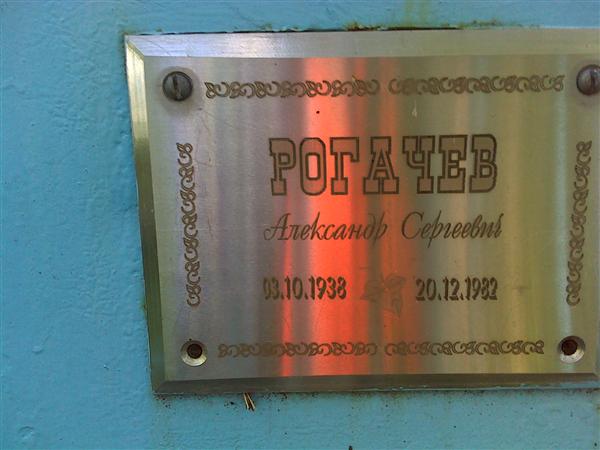 РОГАЧЕВ
Александр Сергеевич
03.10.1938 20.12.1982